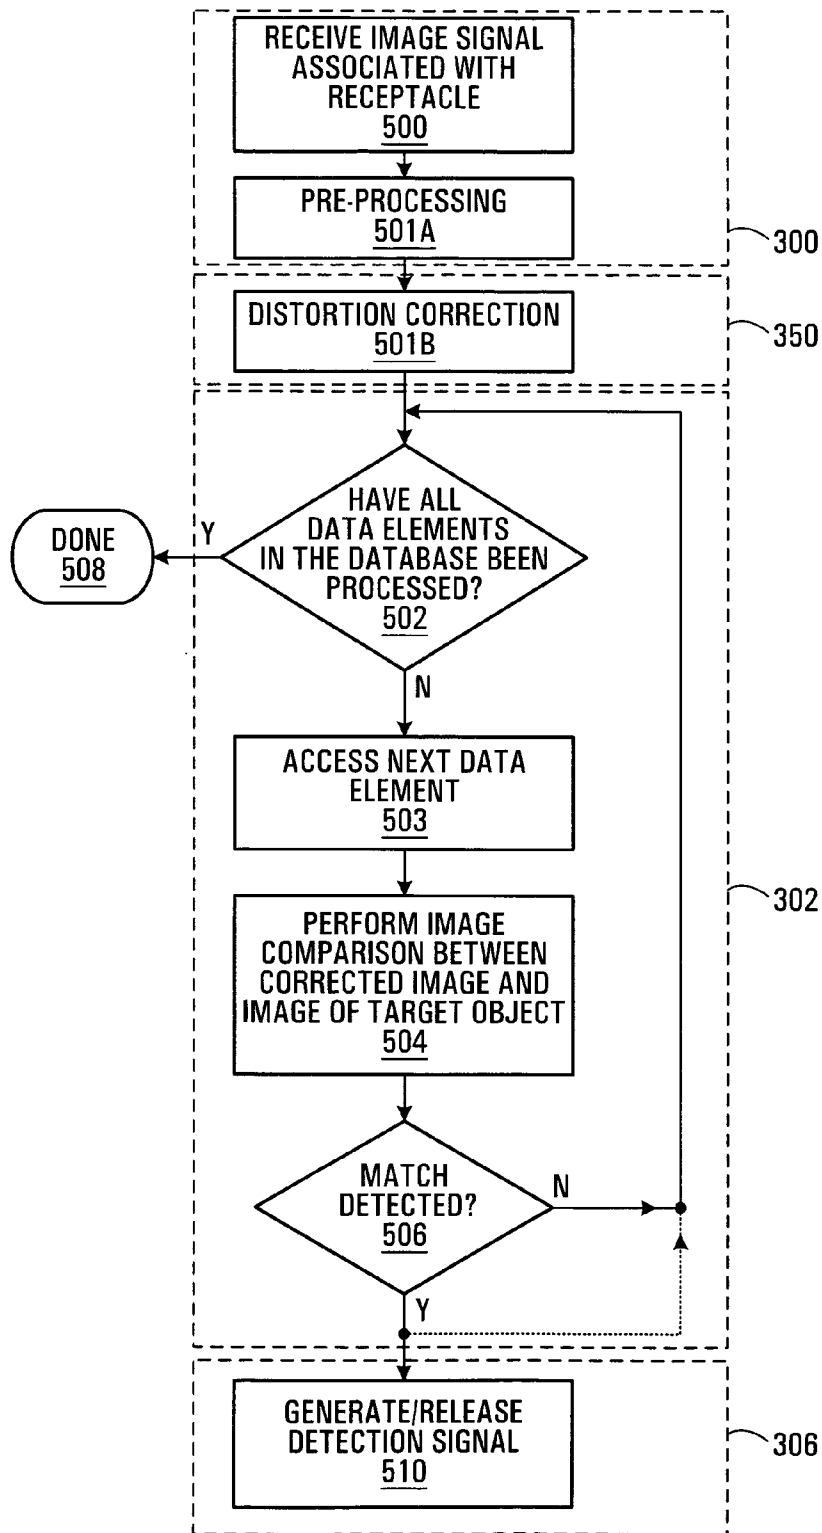 RECEIVE IMAGE SIGNAL
ASSOCIATED WITH
RECEPTACLE
500
PRE-PROCESSING
501A
300
DISTORTION CORRECTION
501B
350
HAVE ALL
DATA ELEMENTS
IN THE DATABASE BEEN
PROCESSED?
502
Y
DONE
508
N
ACCESS NEXT DATA
ELEMENT
503
302
PERFORM IMAGE
COMPARISON BETWEEN
CORRECTED IMAGE AND
IMAGE OF TARGET OBJECT
504
MATCH
DETECTED?
506
N
Y
GENERATE/RELEASE
DETECTION SIGNAL
510
306